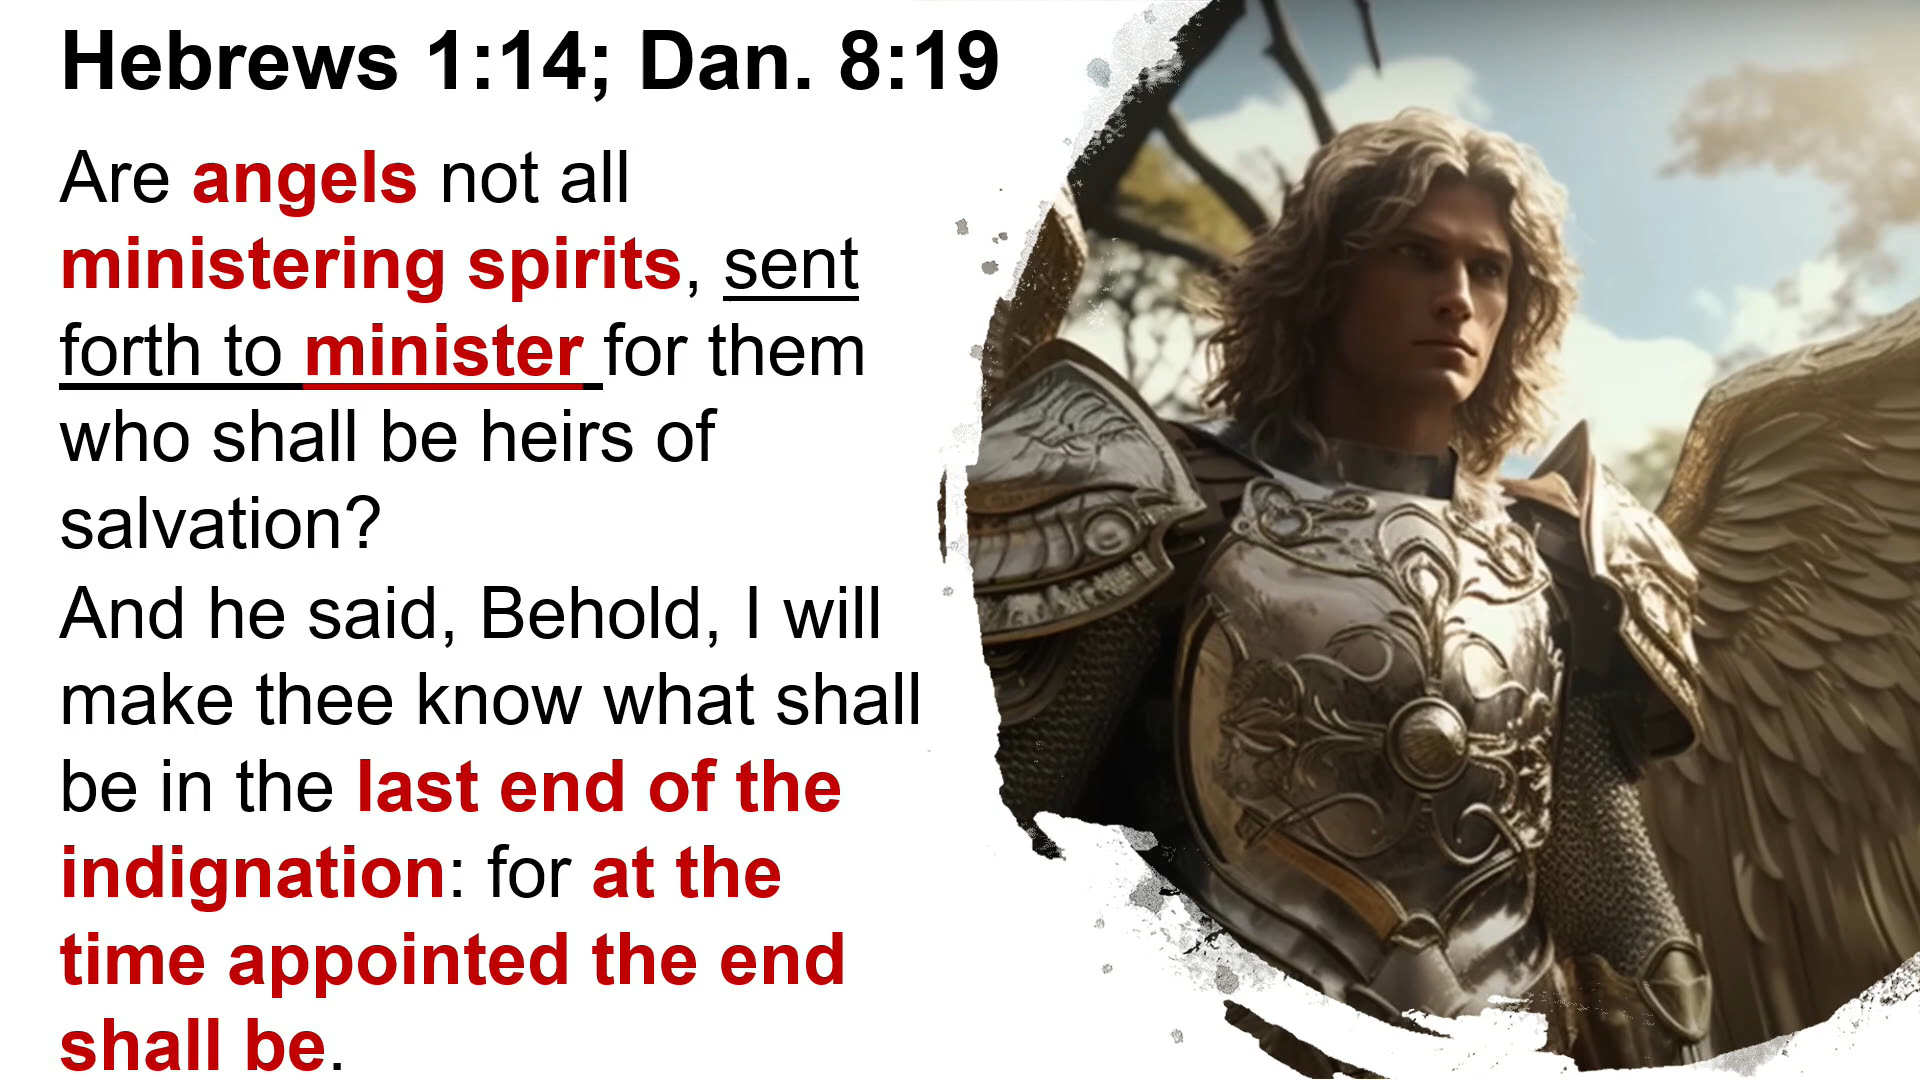 Hebrews 1:14; Dan. 8:19
Are angels not all
ministering spirits, sent
forth to minister for them
who shall be heirs of
salvation?
And he said, Behold, I will
make thee know what shall
be in the last end of the
indignation: for at the
time appointed the end
shall be.